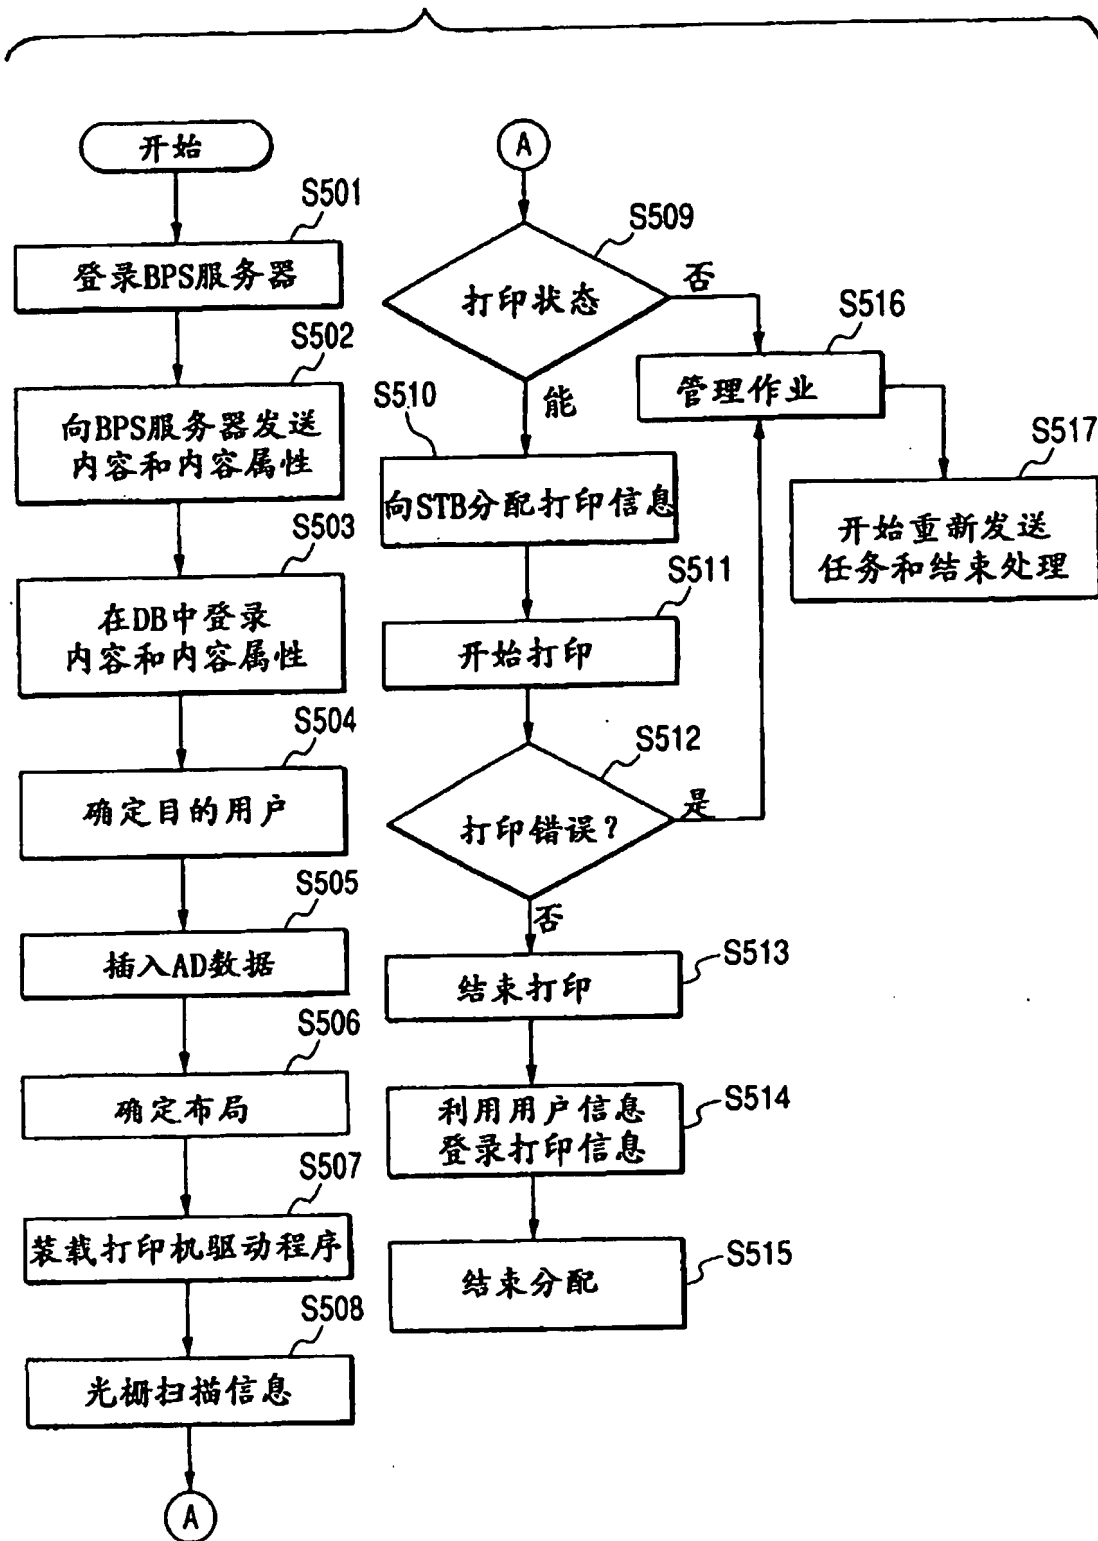 开始
S501
登录BPS服务器
S502
向BPS服务器发送
内容和内容属性
S503
在DB中登录
内容和内容属性
S504
确定目的用户
S505
插入AD数据
S506
确定布局
S507
装载打印机驱动程序
S508
光栅扫描信息
A
A
S509
打印状态
否
能
S510
向STB分配打印信息
S511
开始打印
S512
打印错误?
是
否
S513
结束打印
S514
利用用户信息
登录打印信息
S515
结束分配
S516
管理作业
S517
开始重新发送
任务和结束处理